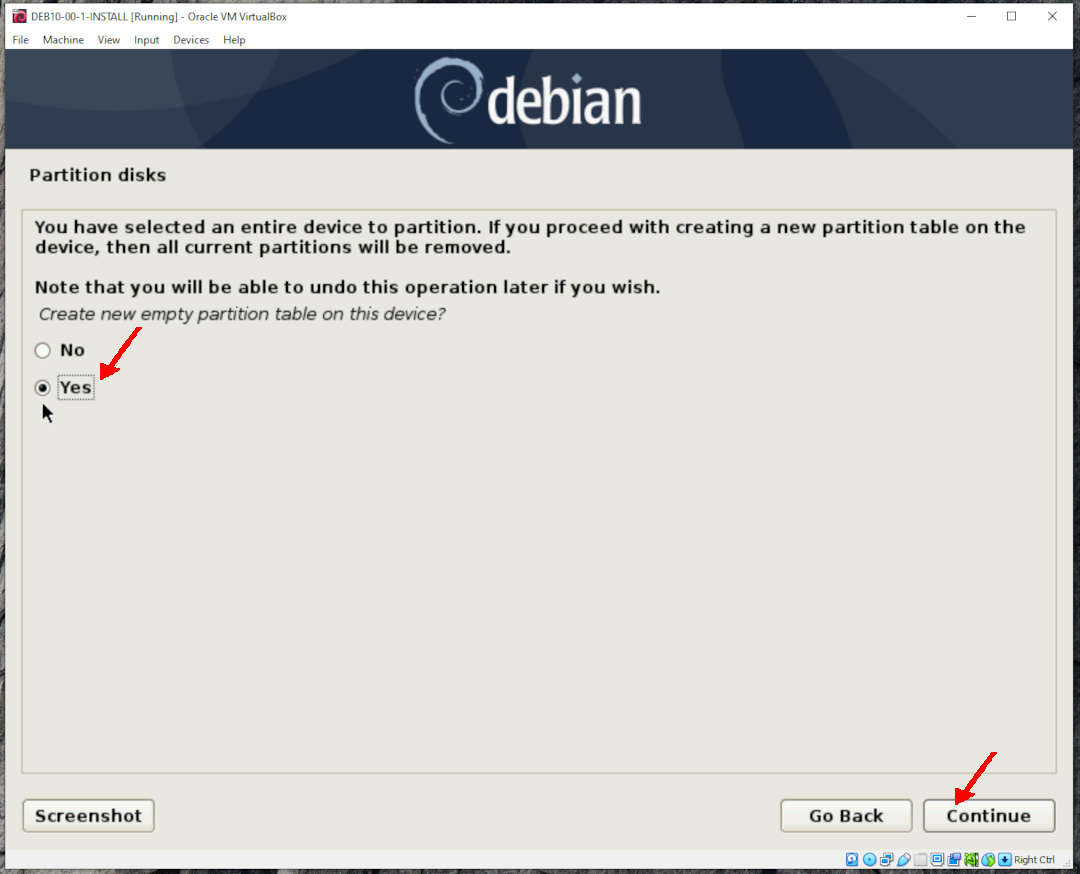 DEB10-00-1-INSTALL [Running] - Oracle VM VirtualBox
File Machine View Input Devices Help
debian
Partition disks
You have selected an entire device to partition. If you proceed with creating a new partition table on the
device, then all current partitions will be removed.
Note that you will be able to undo this operation later if you wish.
Create new empty partition table on this device?
No
Yes
Screenshot Go Back Continue
Right Ctrl